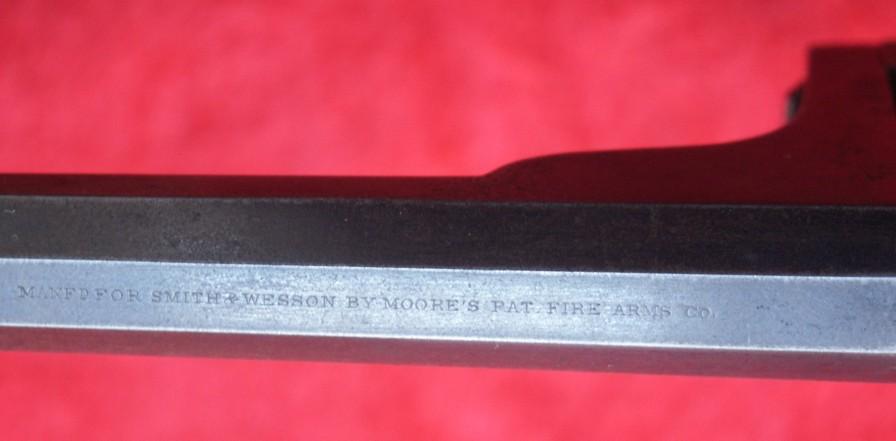 MANF'D FOR SMITH & WESSON BY MOORE'S PAT. FIRE ARMS Co.